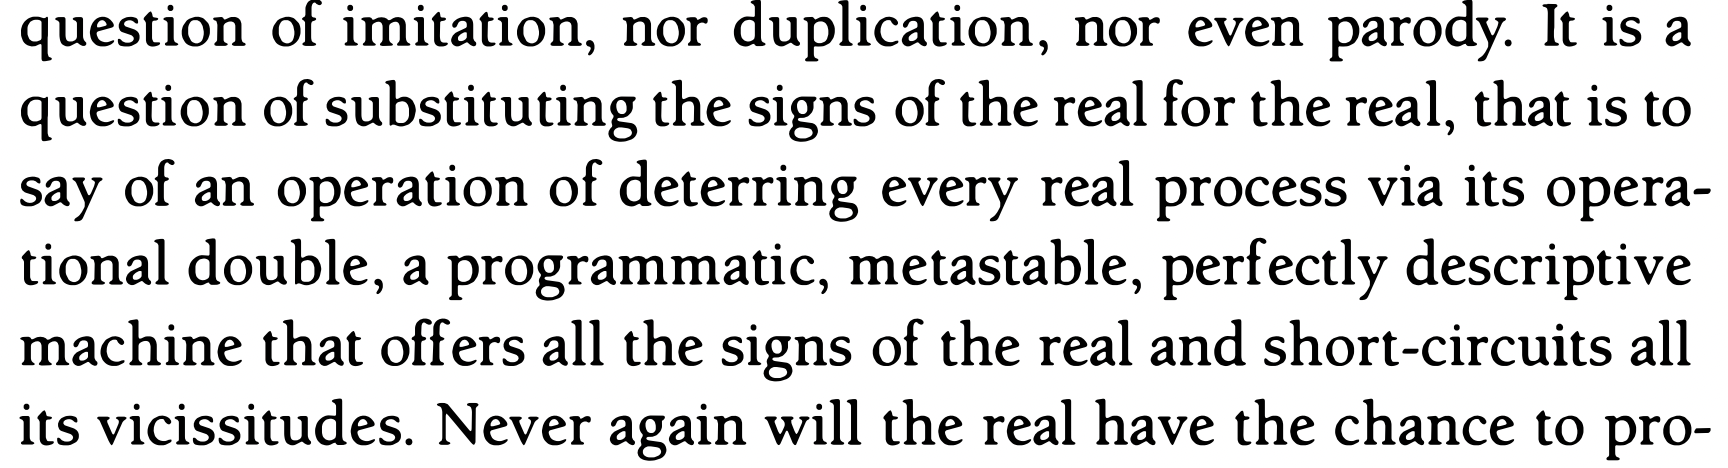 question of imitation, nor duplication, nor even parody. It is a
question of substituting the signs of the real for the real, that is to
say of an operation of deterring every real process via its opera-
tional double, a programmatic, metastable, perfectly descriptive
machine that offers all the signs of the real and short-circuits all
its vicissitudes. Never again will the real have the chance to pro-